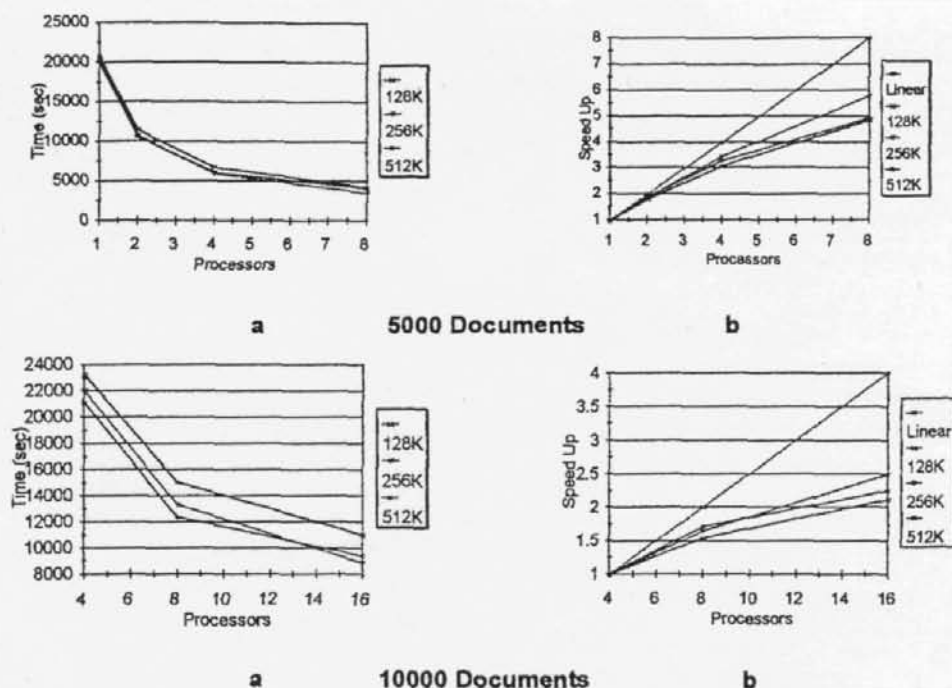 25000
20000
15000
10000
5000
0
Time (sec)
1 2 3 4 5 6 7 8
Processors
128K
256K
512K
8
7
6
5
4
3
2
1
Speed Up
1 2 3 4 5 6 7 8
Processors
Linear
128K
256K
512K
a 5000 Documents b
24000
22000
20000
18000
16000
14000
12000
10000
8000
Time (sec)
4 6 8 10 12 14 16
Processors
128K
256K
512K
4
3.5
3
2.5
2
1.5
1
Speed Up
4 6 8 10 12 14 16
Processors
Linear
128K
256K
512K
a 10000 Documents b